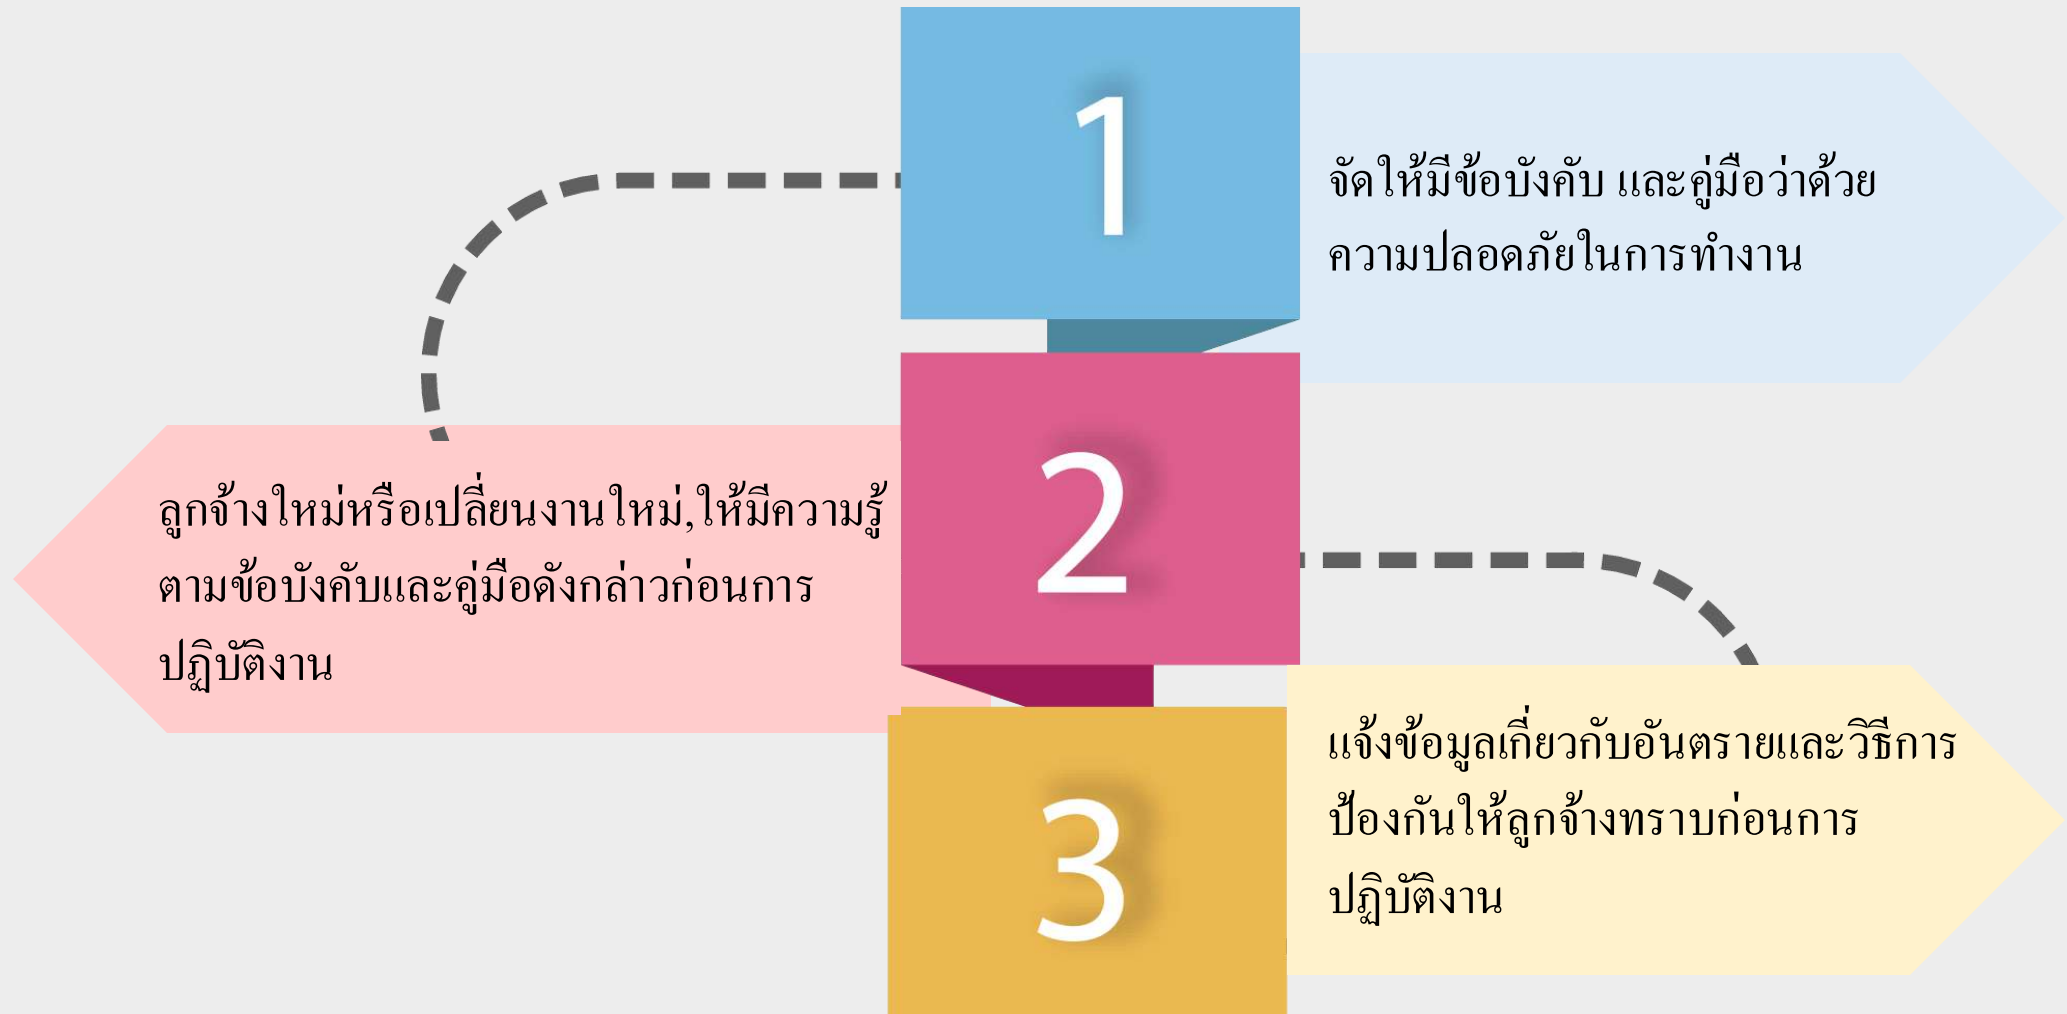 1
จัดให้มีข้อบังคับ และคู่มือว่าด้วย
ความปลอดภัยในการทำงาน
2
ลูกจ้างใหม่หรือเปลี่ยนงานใหม่,ให้มีความรู้
ตามข้อบังคับและคู่มือดังกล่าวก่อนการ
ปฏิบัติงาน
3
แจ้งข้อมูลเกี่ยวกับอันตรายและวิธีการ
ป้องกันให้ลูกจ้างทราบก่อนการ
ปฏิบัติงาน